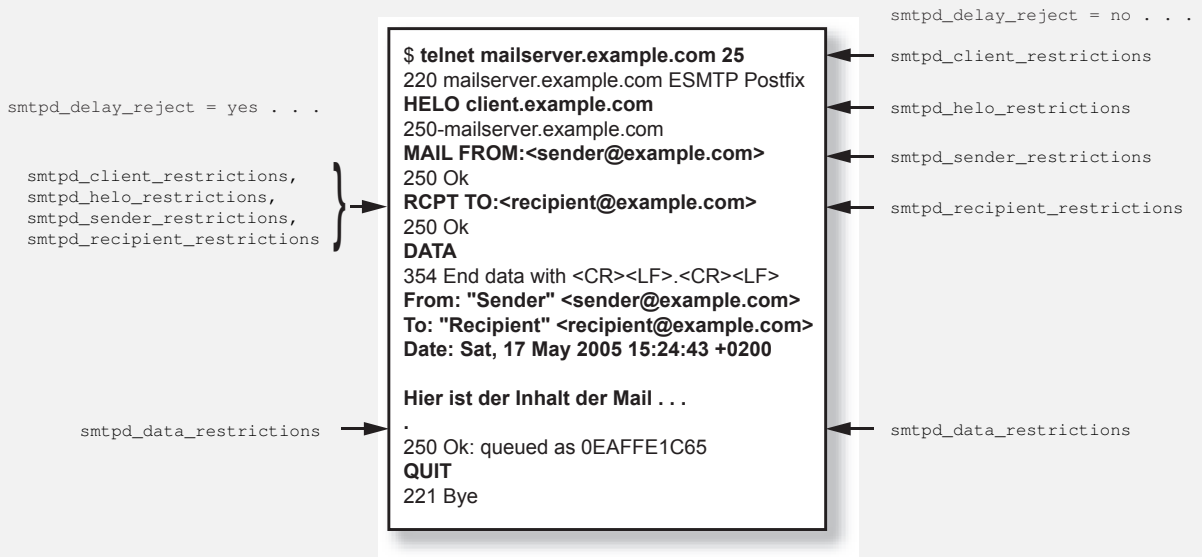 smtpd_delay_reject = no . . .
smtpd_client_restrictions
smtpd_helo_restrictions
smtpd_sender_restrictions
smtpd_recipient_restrictions
smtpd_data_restrictions
smtpd_delay_reject = yes . . .
smtpd_client_restrictions,
smtpd_helo_restrictions,
smtpd_sender_restrictions,
smtpd_recipient_restrictions
smtpd_data_restrictions
$ telnet mailserver.example.com 25
220 mailserver.example.com ESMTP Postfix
HELO client.example.com
250-mailserver.example.com
MAIL FROM:<sender@example.com>
250 Ok
RCPT TO:<recipient@example.com>
250 Ok
DATA
354 End data with <CR><LF>.<CR><LF>
From: "Sender" <sender@example.com>
To: "Recipient" <recipient@example.com>
Date: Sat, 17 May 2005 15:24:43 +0200
Hier ist der Inhalt der Mail . . .
.
250 Ok: queued as 0EAFFE1C65
QUIT
221 Bye